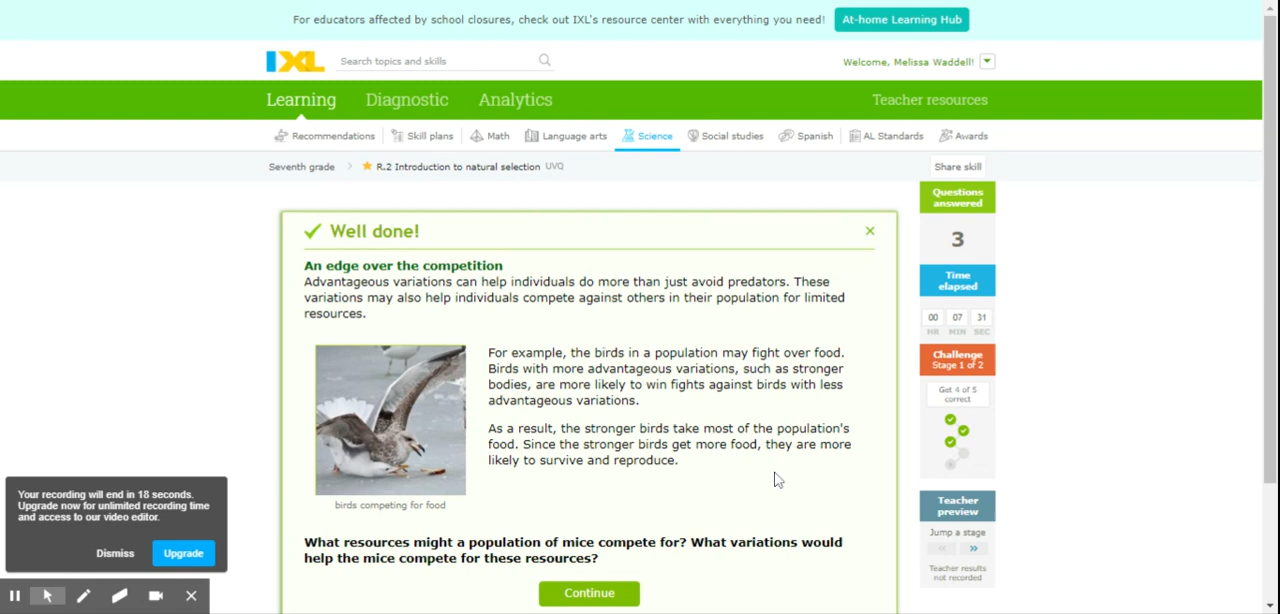 For educators affected by school closures, check out IXL's resource center with everything you need! At-home Learning Hub
IXL Search topics and skills Welcome, Melissa Waddell!
Learning Diagnostic Analytics Teacher resources
Recommendations Skill plans Math Language arts Science Social studies Spanish AL Standards Awards
Seventh grade > R.2 Introduction to natural selection UVQ Share skill
Questions
answered
3
Time
elapsed
00 07 31
HR MIN SEC
Challenge
Stage 1 of 2
Get 4 of 5
correct
Teacher
preview
Jump a stage
« »
Teacher results
not recorded
Well done!
An edge over the competition
Advantageous variations can help individuals do more than just avoid predators. These
variations may also help individuals compete against others in their population for limited
resources.
For example, the birds in a population may fight over food.
Birds with more advantageous variations, such as stronger
bodies, are more likely to win fights against birds with less
advantageous variations.
As a result, the stronger birds take most of the population's
food. Since the stronger birds get more food, they are more
likely to survive and reproduce.
birds competing for food
What resources might a population of mice compete for? What variations would
help the mice compete for these resources?
Continue
Your recording will end in 18 seconds.
Upgrade now for unlimited recording time
and access to our video editor.
Dismiss Upgrade